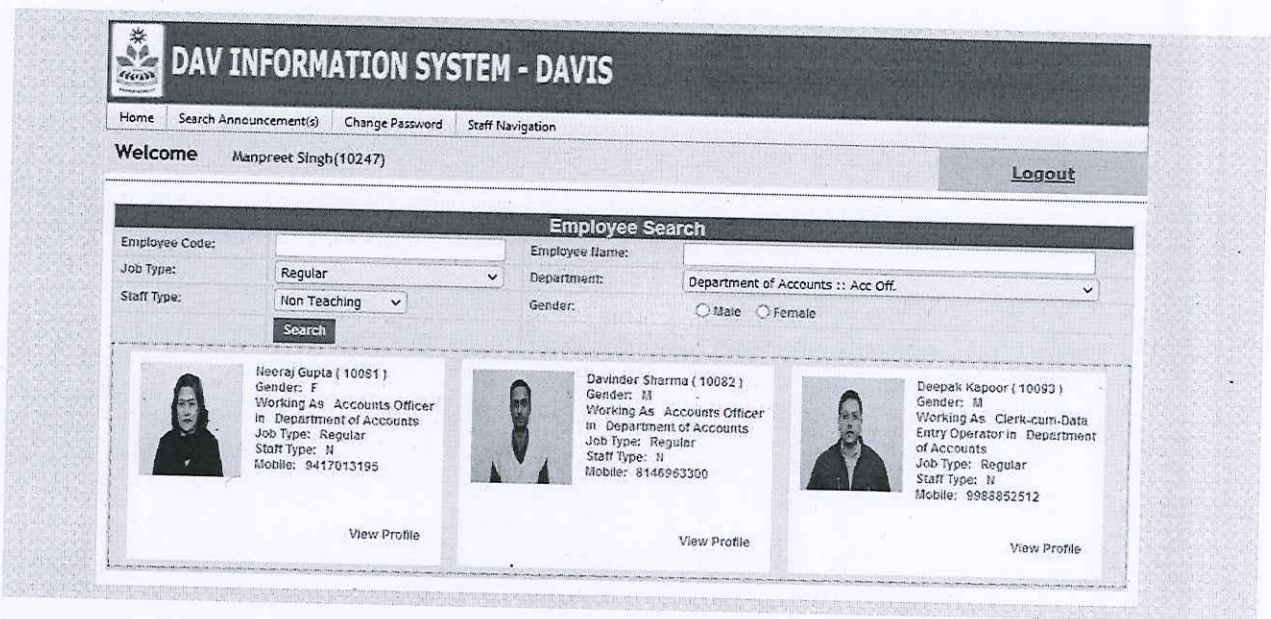 DAV INFORMATION SYSTEM - DAVIS
Home Search Announcement(s) Change Password Staff Navigation
Welcome Manpreet Singh(10247)
Logout
Employee Search
Employee Code: Employee Name:
Job Type: Regular Department: Department of Accounts :: Acc Off.
Staff Type: Non Teaching Gender: Male Female
Search
Neeraj Gupta ( 10081 )
Gender: F
Working As Accounts Officer
in Department of Accounts
Job Type: Regular
Staff Type: N
Mobile: 9417013195
View Profile
Davinder Sharma ( 10082 )
Gender: M
Working As Accounts Officer
in Department of Accounts
Job Type: Regular
Staff Type: N
Mobile: 8146963300
View Profile
Deepak Kapoor ( 10093 )
Gender: M
Working As Clerk-cum-Data
Entry Operator in Department
of Accounts
Job Type: Regular
Staff Type: N
Mobile: 9988852512
View Profile